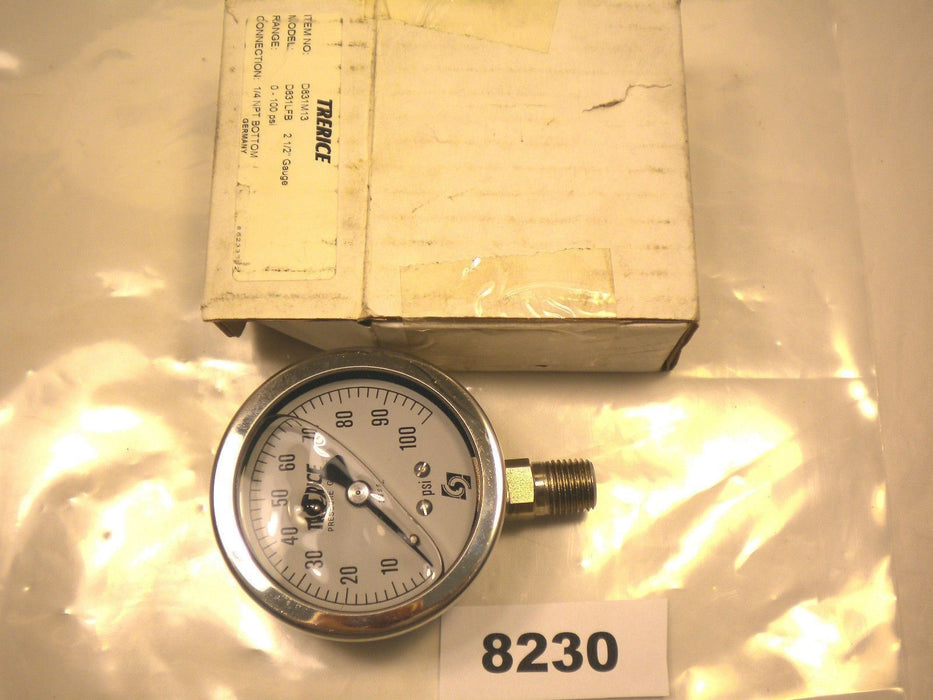 TRERICE
ITEM NO: D831M13
MODEL: D831LFB 2 1/2" Gauge
RANGE: 0 - 100 psi
CONNECTION: 1/4 NPT BOTTOM
GERMANY
10
20
30
40
50
60
70
80
90
100
psi
TRERICE
8230